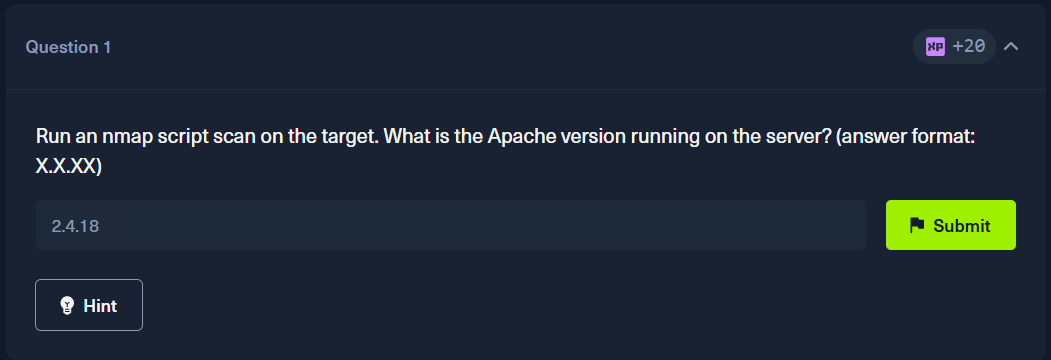 Question 1
XP +20
Run an nmap script scan on the target. What is the Apache version running on the server? (answer format:
X.X.XX)
2.4.18
Submit
Hint